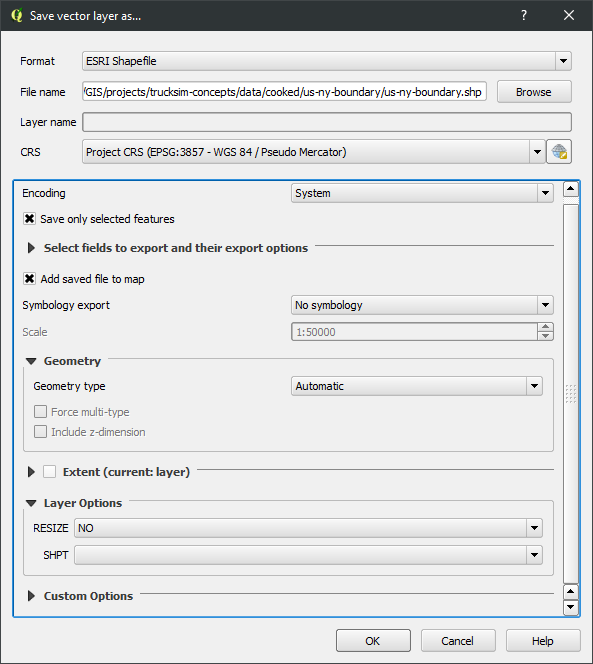 Save vector layer as...
Format ESRI Shapefile
File name /GIS/projects/trucksim-concepts/data/cooked/us-ny-boundary/us-ny-boundary.shp Browse
Layer name
CRS Project CRS (EPSG:3857 - WGS 84 / Pseudo Mercator)
Encoding System
Save only selected features
Select fields to export and their export options
Add saved file to map
Symbology export No symbology
Scale 1:50000
Geometry
Geometry type Automatic
Force multi-type
Include z-dimension
Extent (current: layer)
Layer Options
RESIZE NO
SHPT
Custom Options
OK Cancel Help